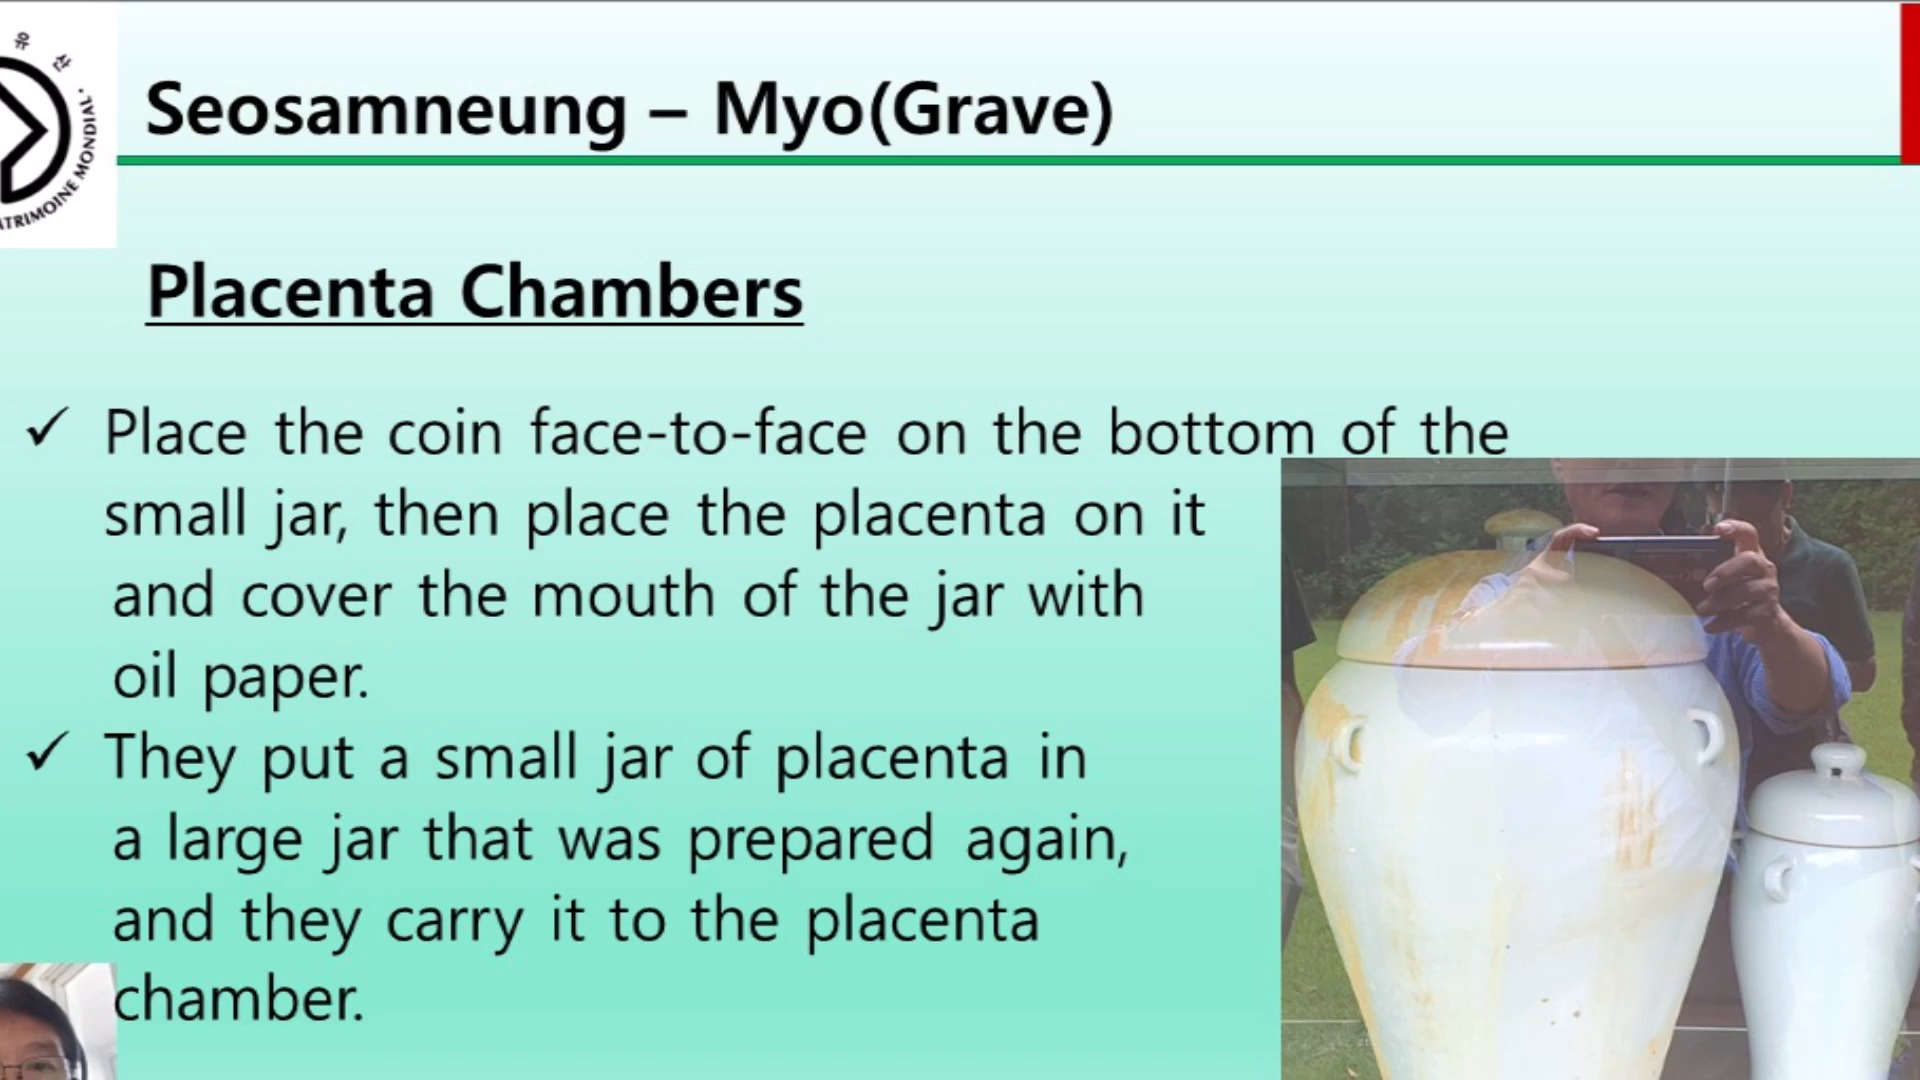 유 산 .
PATRIMOINE MONDIAL
Seosamneung – Myo(Grave)
Placenta Chambers
✓ Place the coin face-to-face on the bottom of the
small jar, then place the placenta on it
and cover the mouth of the jar with
oil paper.
✓ They put a small jar of placenta in
a large jar that was prepared again,
and they carry it to the placenta
chamber.